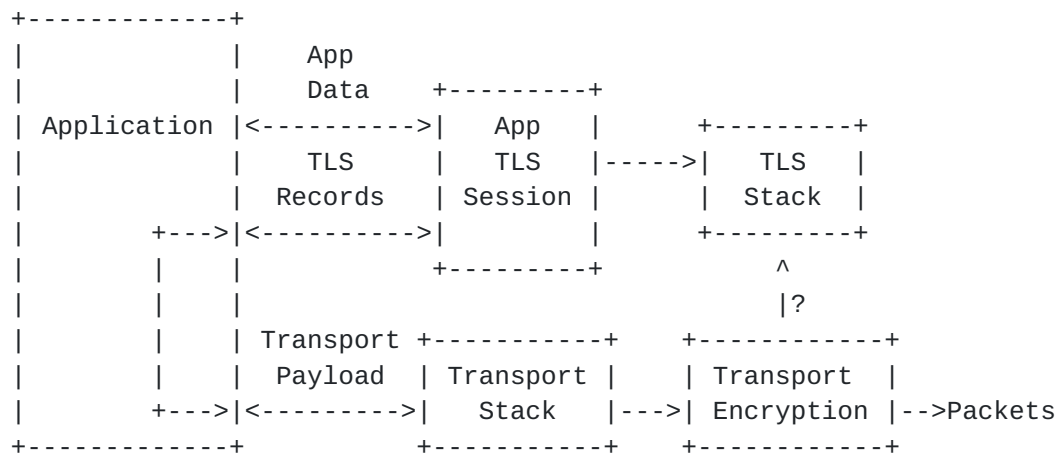 App
Data
Application App
TLS TLS TLS
Records Session Stack
?
Transport
Payload Transport Transport
Stack Encryption Packets